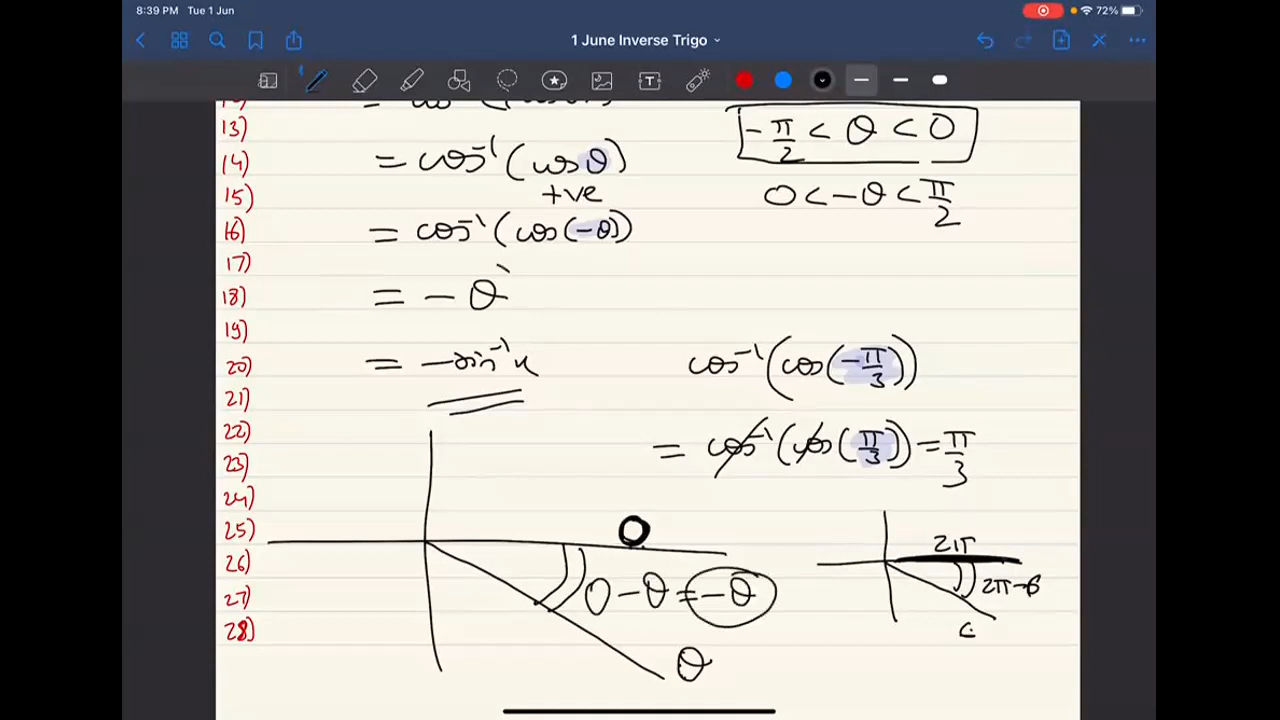 8:39 PM Tue 1 Jun
72%
1 June Inverse Trigo
13)
14) = cos⁻¹(cosθ)
+ve
15)
16) = cos⁻¹(cos(-θ))
17)
18) = -θ
19)
20) = -sin⁻¹x
21)
22)
23)
24)
25)
26)
27)
28)
-π/2 < θ < 0
0 < -θ < π/2
cos⁻¹(cos(-π/3))
= cos⁻¹(cos(π/3)) = π/3
0
0-θ = -θ
θ
2π
2π-θ